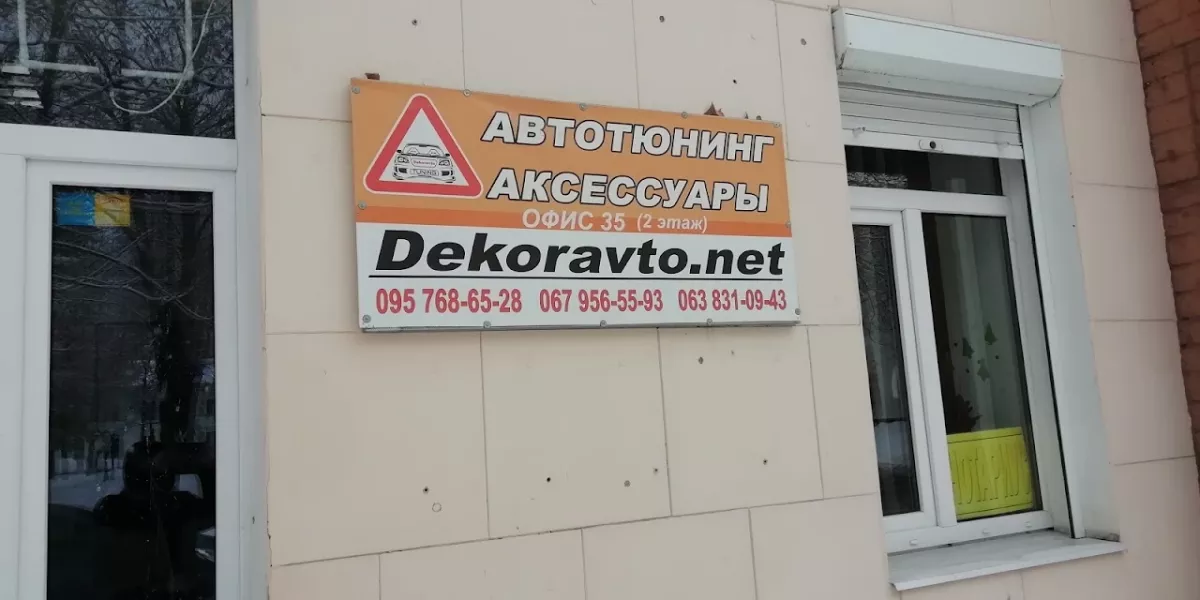 АВТОТЮНИНГ
АКСЕССУАРЫ
ОФИС 35 (2 этаж)
Dekoravto.net
095 768-65-28 067 956-55-93 063 831-09-43